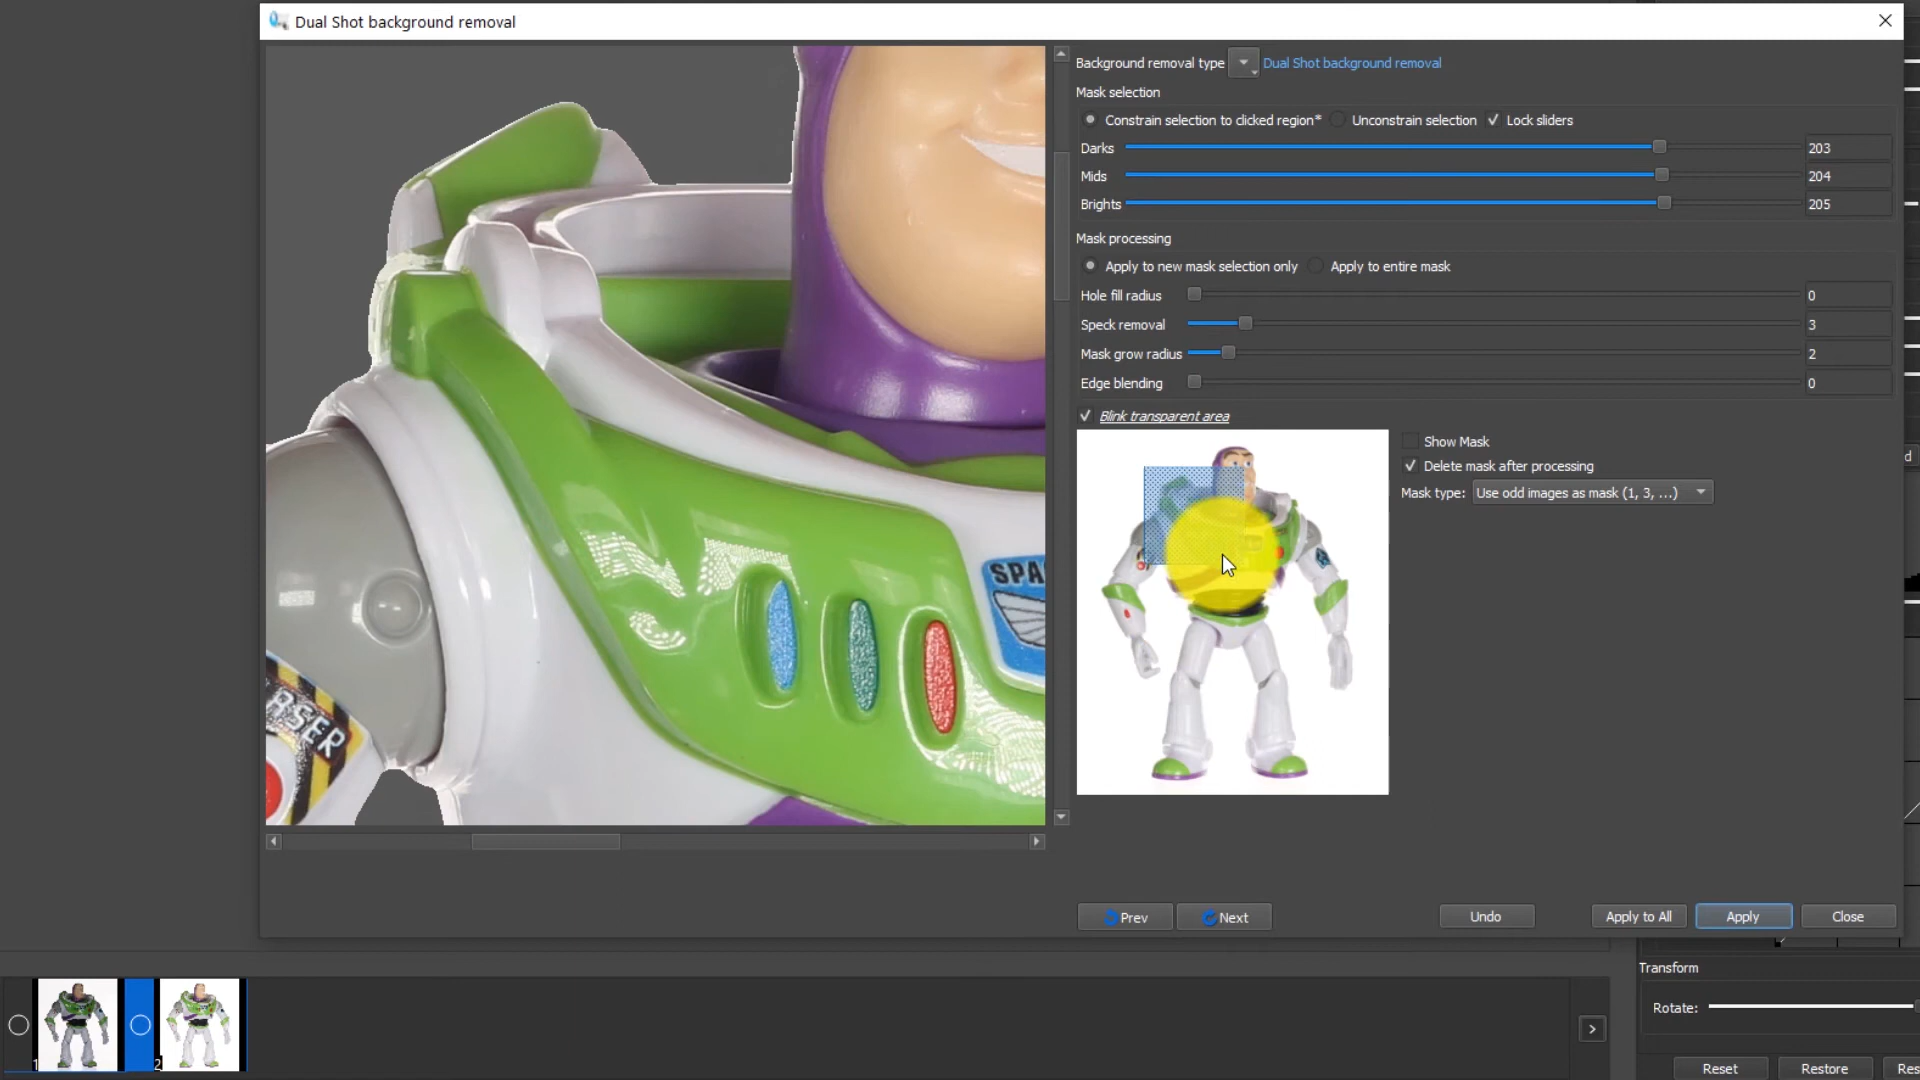 Dual Shot background removal
Background removal type
Dual Shot background removal
Mask selection
Constrain selection to clicked region*
Unconstrain selection
Lock sliders
Darks
203
Mids
204
Brights
205
Mask processing
Apply to new mask selection only
Apply to entire mask
Hole fill radius
0
Speck removal
3
Mask grow radius
2
Edge blending
0
Blink transparent area
Show Mask
Delete mask after processing
Mask type:
Use odd images as mask (1, 3, ...)
SPA
ASER
Prev
Next
Undo
Apply to All
Apply
Close
1
2
Transform
Rotate:
Reset
Restore
Res
d